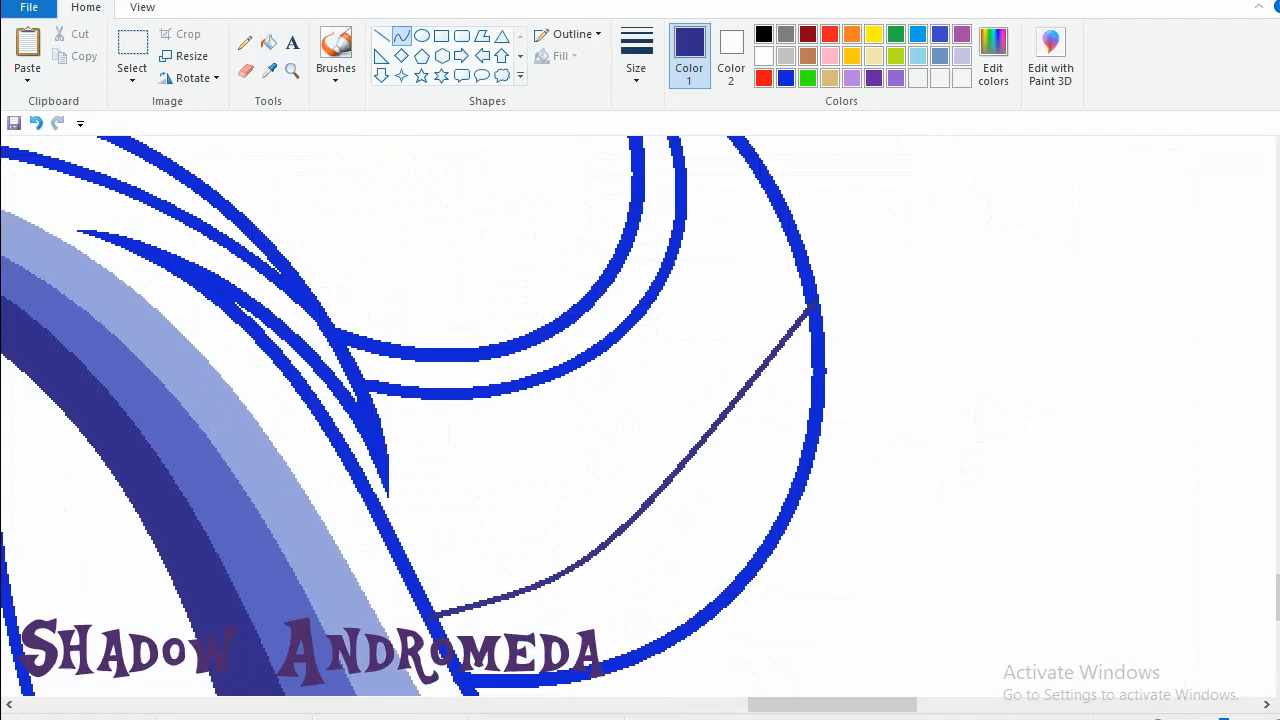 File Home View
Cut Crop Outline
Copy Resize Fill
Paste Select Rotate Brushes Size Color 1 Color 2 Edit colors Edit with Paint 3D
Clipboard Image Tools Shapes Colors
A
Shadow Andromeda
Activate Windows
Go to Settings to activate Windows.